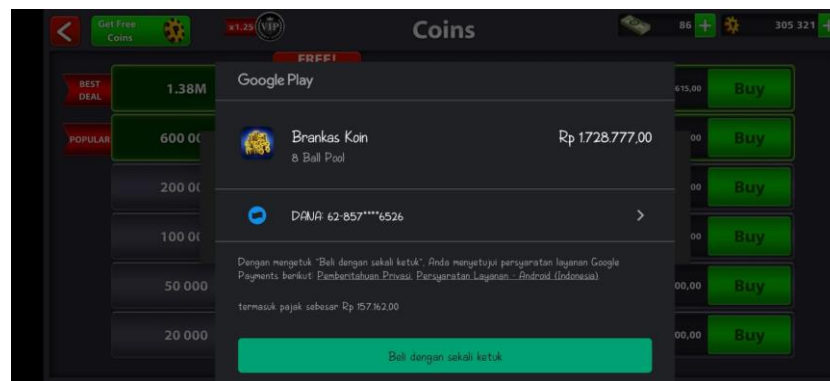 Get Free
Coins
x1.25 VIP
Coins
86
305 321
FREE!
BEST
DEAL
1.38M
Google Play
615,00
Buy
Brankas Koin
8 Ball Pool
Rp 1.728.777,00
POPULAR
600 00
00
Buy
200 00
00
Buy
DANA: 62-857****6526
100 00
00
Buy
Dengan mengetuk "Beli dengan sekali ketuk", Anda menyetujui persyaratan layanan Google
Payments berikut: Pemberitahuan Privasi, Persyaratan Layanan - Android (Indonesia).
50 000
00,00
Buy
termasuk pajak sebesar Rp 157.162,00
20 000
00,00
Buy
Beli dengan sekali ketuk